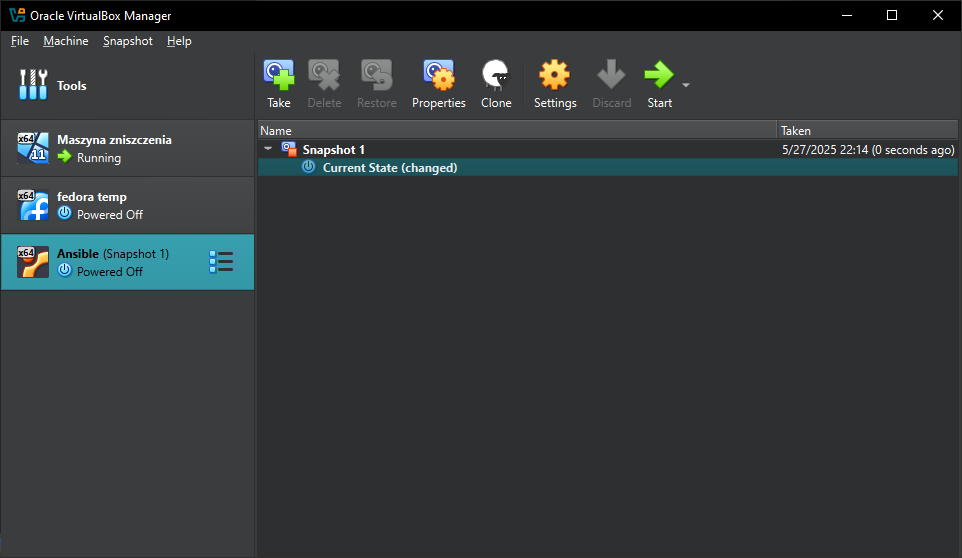 Oracle VirtualBox Manager
File Machine Snapshot Help
Tools
Take Delete Restore Properties Clone Settings Discard Start
Name Taken
x64 11 Maszyna zniszczenia
Running
x64 fedora temp
Powered Off
x64 Ansible (Snapshot 1)
Powered Off
Snapshot 1 5/27/2025 22:14 (0 seconds ago)
Current State (changed)